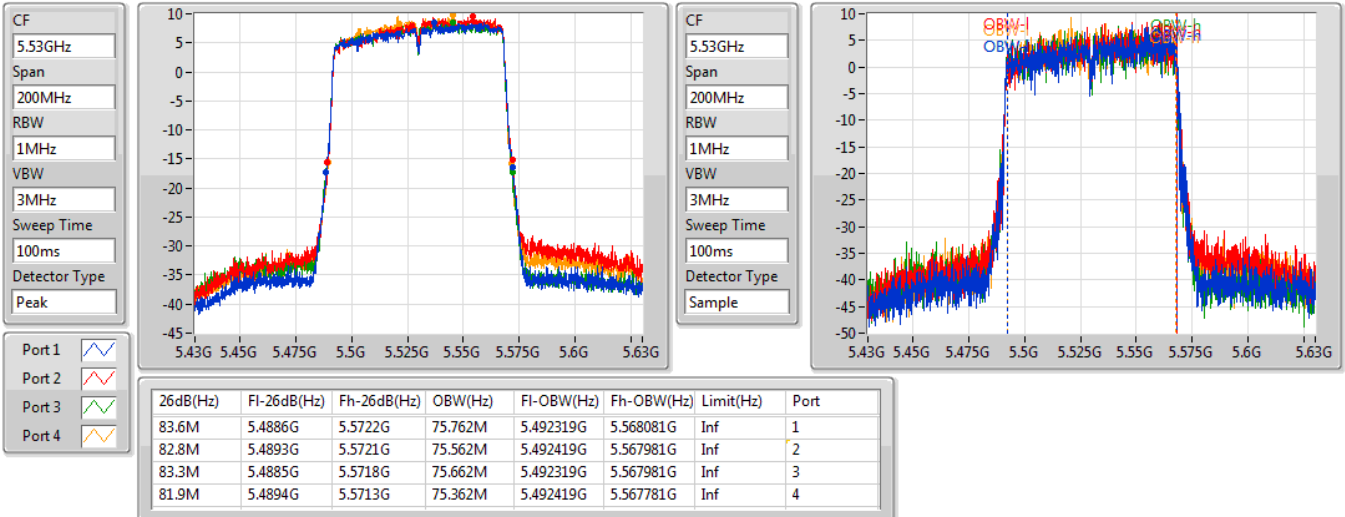 CF
5.53GHz
Span
200MHz
RBW
1MHz
VBW
3MHz
Sweep Time
100ms
Detector Type
Peak
10
5
0
-5
-10
-15
-20
-25
-30
-35
-40
-45
5.43G 5.45G 5.475G 5.5G 5.525G 5.55G 5.575G 5.6G 5.63G
CF
5.53GHz
Span
200MHz
RBW
1MHz
VBW
3MHz
Sweep Time
100ms
Detector Type
Sample
10
5
0
-5
-10
-15
-20
-25
-30
-35
-40
-45
-50
OBW-l
OBW-h
5.43G 5.45G 5.475G 5.5G 5.525G 5.55G 5.575G 5.6G 5.63G
Port 1
Port 2
Port 3
Port 4
26dB(Hz) Fl-26dB(Hz) Fh-26dB(Hz) OBW(Hz) Fl-OBW(Hz) Fh-OBW(Hz) Limit(Hz) Port
83.6M 5.4886G 5.5722G 75.762M 5.492319G 5.568081G Inf 1
82.8M 5.4893G 5.5721G 75.562M 5.492419G 5.567981G Inf 2
83.3M 5.4885G 5.5718G 75.662M 5.492319G 5.567981G Inf 3
81.9M 5.4894G 5.5713G 75.362M 5.492419G 5.567781G Inf 4